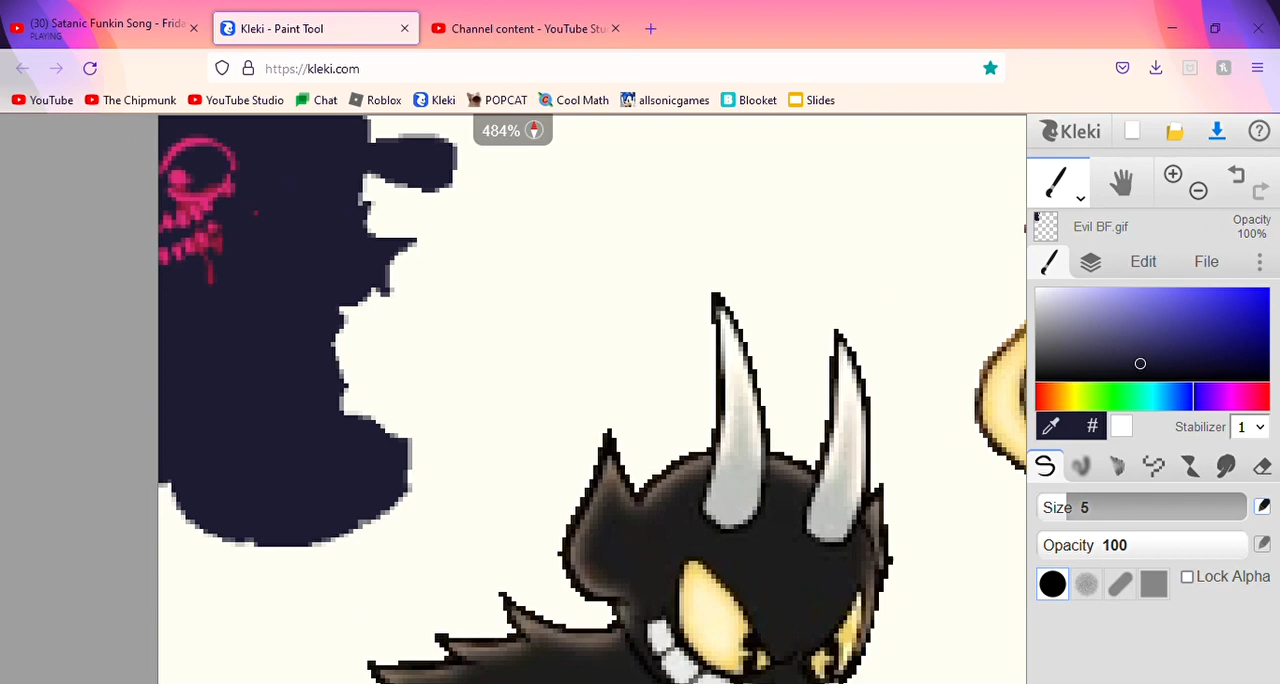 (30) Satanic Funkin Song - Frida
PLAYING
Kleki - Paint Tool
Channel content - YouTube Stu
https://kleki.com
YouTube The Chipmunk YouTube Studio Chat Roblox Kleki POPCAT Cool Math allsonicgames Blooket Slides
484%
Kleki
Evil BF.gif
Opacity
100%
Edit File
#
Stabilizer 1
Size 5
Opacity 100
Lock Alpha